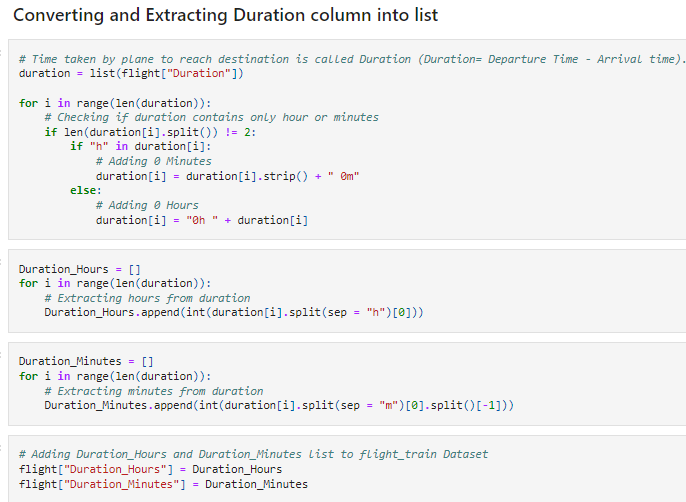 Converting and Extracting Duration column into list
# Time taken by plane to reach destination is called Duration (Duration= Departure Time - Arrival time).
duration = list(flight["Duration"])
for i in range(len(duration)):
# Checking if duration contains only hour or minutes
if len(duration[i].split()) != 2:
if "h" in duration[i]:
# Adding 0 Minutes
duration[i] = duration[i].strip() + " 0m"
else:
# Adding 0 Hours
duration[i] = "0h " + duration[i]
Duration_Hours = []
for i in range(len(duration)):
# Extracting hours from duration
Duration_Hours.append(int(duration[i].split(sep = "h")[0]))
Duration_Minutes = []
for i in range(len(duration)):
# Extracting minutes from duration
Duration_Minutes.append(int(duration[i].split(sep = "m")[0].split()[-1]))
# Adding Duration_Hours and Duration_Minutes list to flight_train Dataset
flight["Duration_Hours"] = Duration_Hours
flight["Duration_Minutes"] = Duration_Minutes